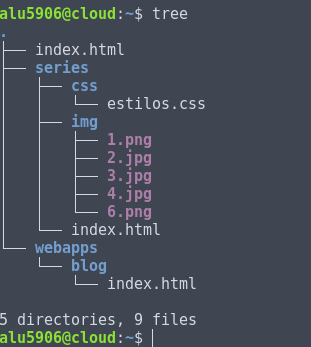 alu5906@cloud:~$ tree
.
├── index.html
├── series
│   ├── css
│   │   └── estilos.css
│   ├── img
│   │   ├── 1.png
│   │   ├── 2.jpg
│   │   ├── 3.jpg
│   │   ├── 4.jpg
│   │   └── 6.png
│   └── index.html
└── webapps
    └── blog
        └── index.html

5 directories, 9 files
alu5906@cloud:~$